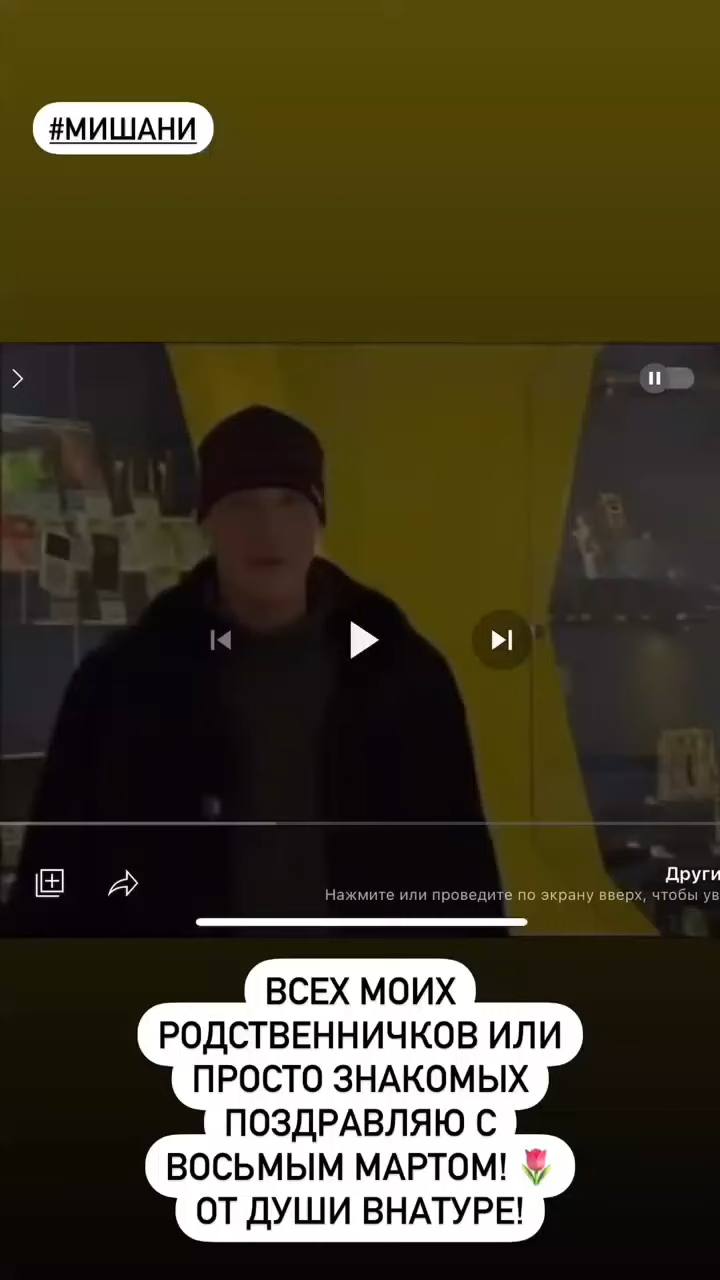 #МИШАНИ
Други
Нажмите или проведите по экрану вверх, чтобы ув
ВСЕХ МОИХ
РОДСТВЕННИЧКОВ ИЛИ
ПРОСТО ЗНАКОМЫХ
ПОЗДРАВЛЯЮ С
ВОСЬМЫМ МАРТОМ! 🌷
ОТ ДУШИ ВНАТУРЕ!